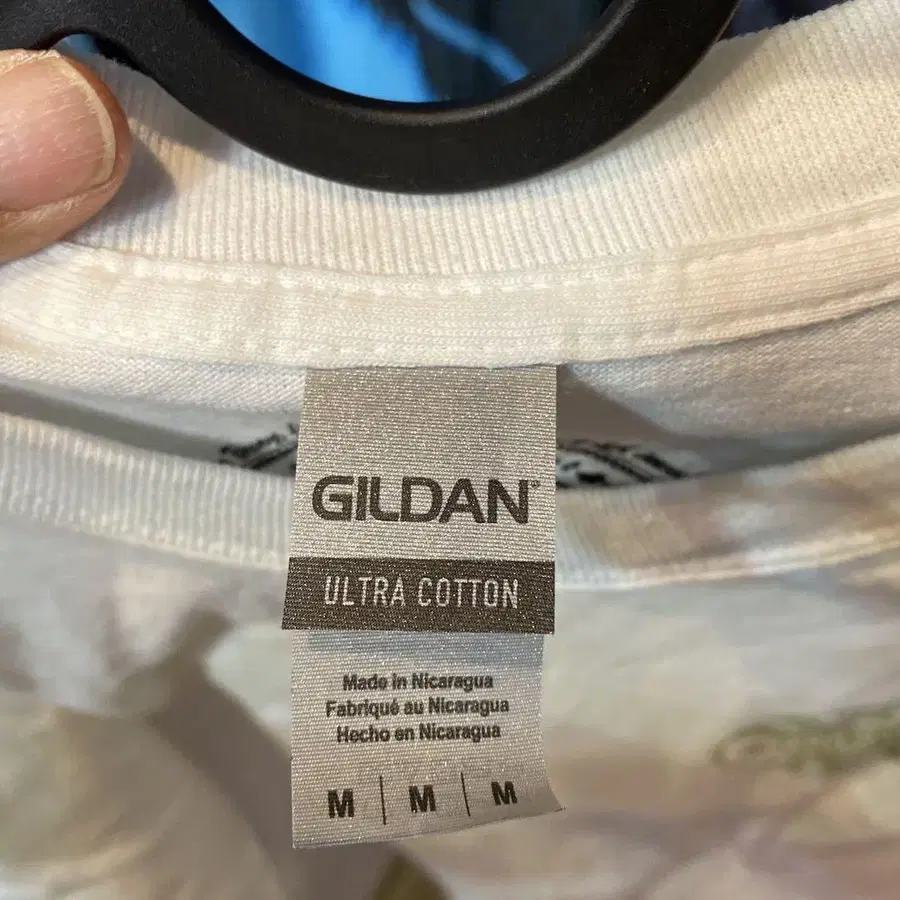 GILDAN®
ULTRA COTTON
Made in Nicaragua
Fabriqué au Nicaragua
Hecho en Nicaragua
M | M | M